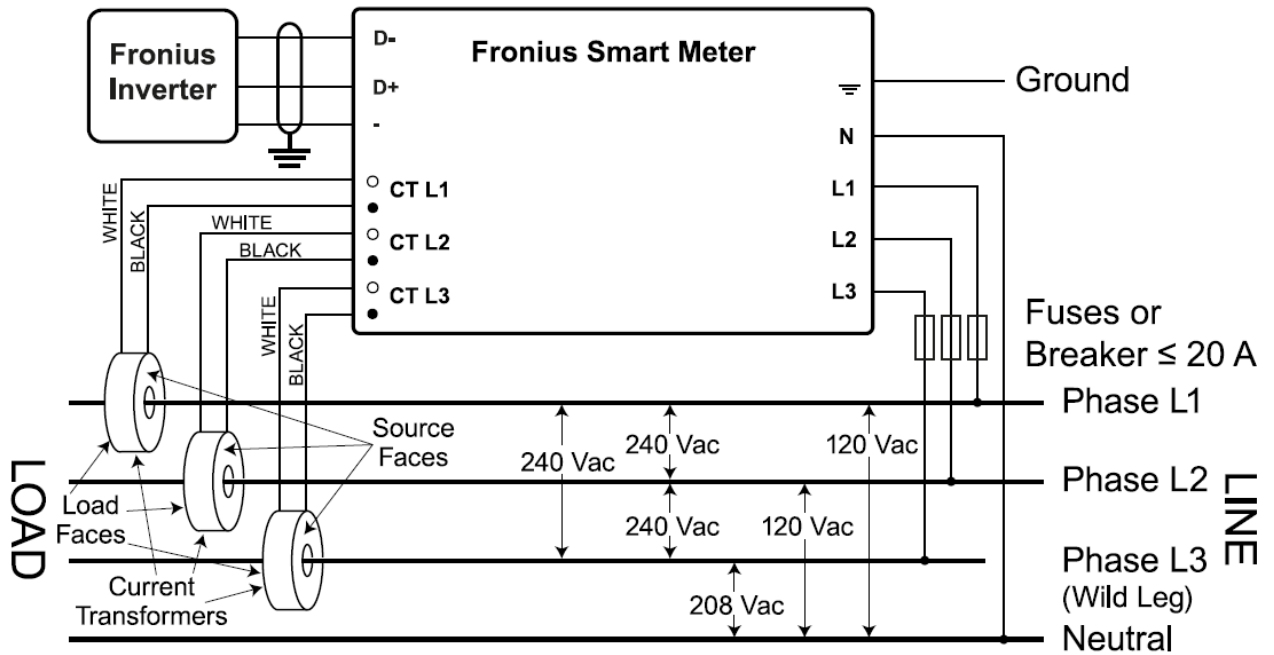 Fronius
Inverter
D-
D+
-
Fronius Smart Meter
Ground
N
L1
L2
L3
CT L1
CT L2
CT L3
WHITE
BLACK
WHITE
BLACK
WHITE
BLACK
Fuses or
Breaker ≤ 20 A
Phase L1
Source
Faces
240 Vac
240 Vac
120 Vac
Phase L2
LOAD
LINE
Load
Faces
240 Vac
120 Vac
Phase L3
(Wild Leg)
Current
Transformers
208 Vac
Neutral